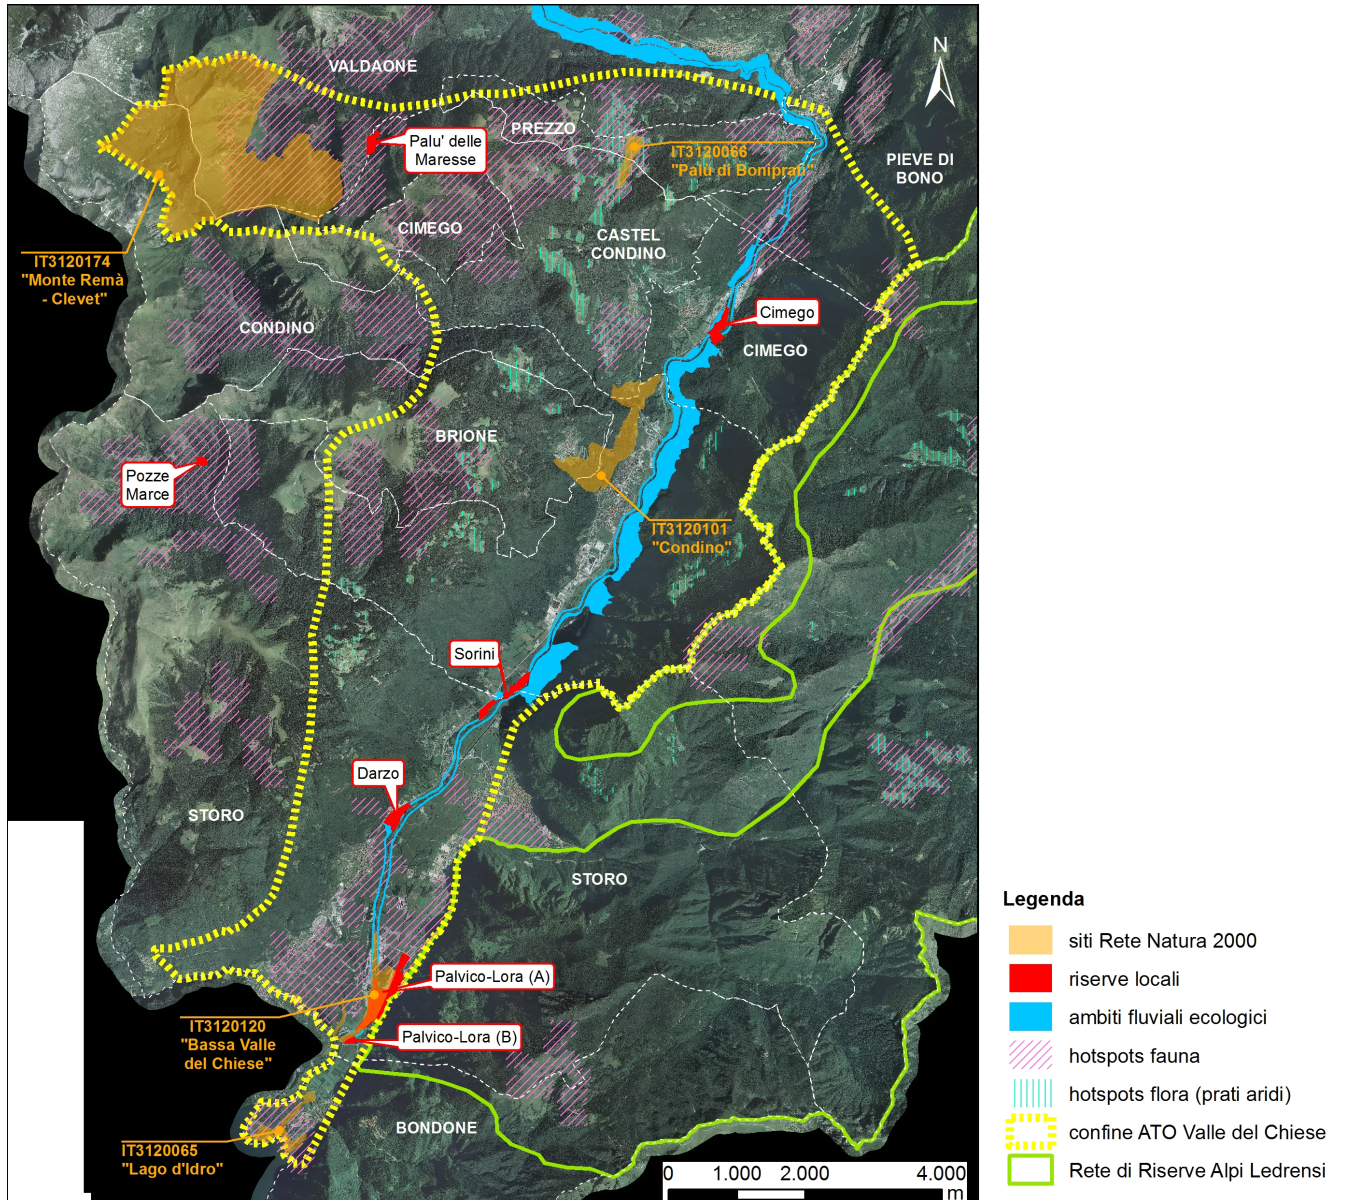 VALDAONE
N
PREZZO
Palu' delle
Maresse
IT3120066
"Palù di Boniprati"
PIEVE DI
BONO
CIMEGO
CASTEL
CONDINO
IT3120174
"Monte Remà
- Clevet"
Cimego
CONDINO
CIMEGO
BRIONE
Pozze
Marce
IT3120101
"Condino"
Sorini
Darzo
STORO
STORO
Palvico-Lora (A)
IT3120120
"Bassa Valle
del Chiese"
Palvico-Lora (B)
BONDONE
IT3120065
"Lago d'Idro"
0 1.000 2.000 4.000
m
Legenda
siti Rete Natura 2000
riserve locali
ambiti fluviali ecologici
hotspots fauna
hotspots flora (prati aridi)
confine ATO Valle del Chiese
Rete di Riserve Alpi Ledrensi